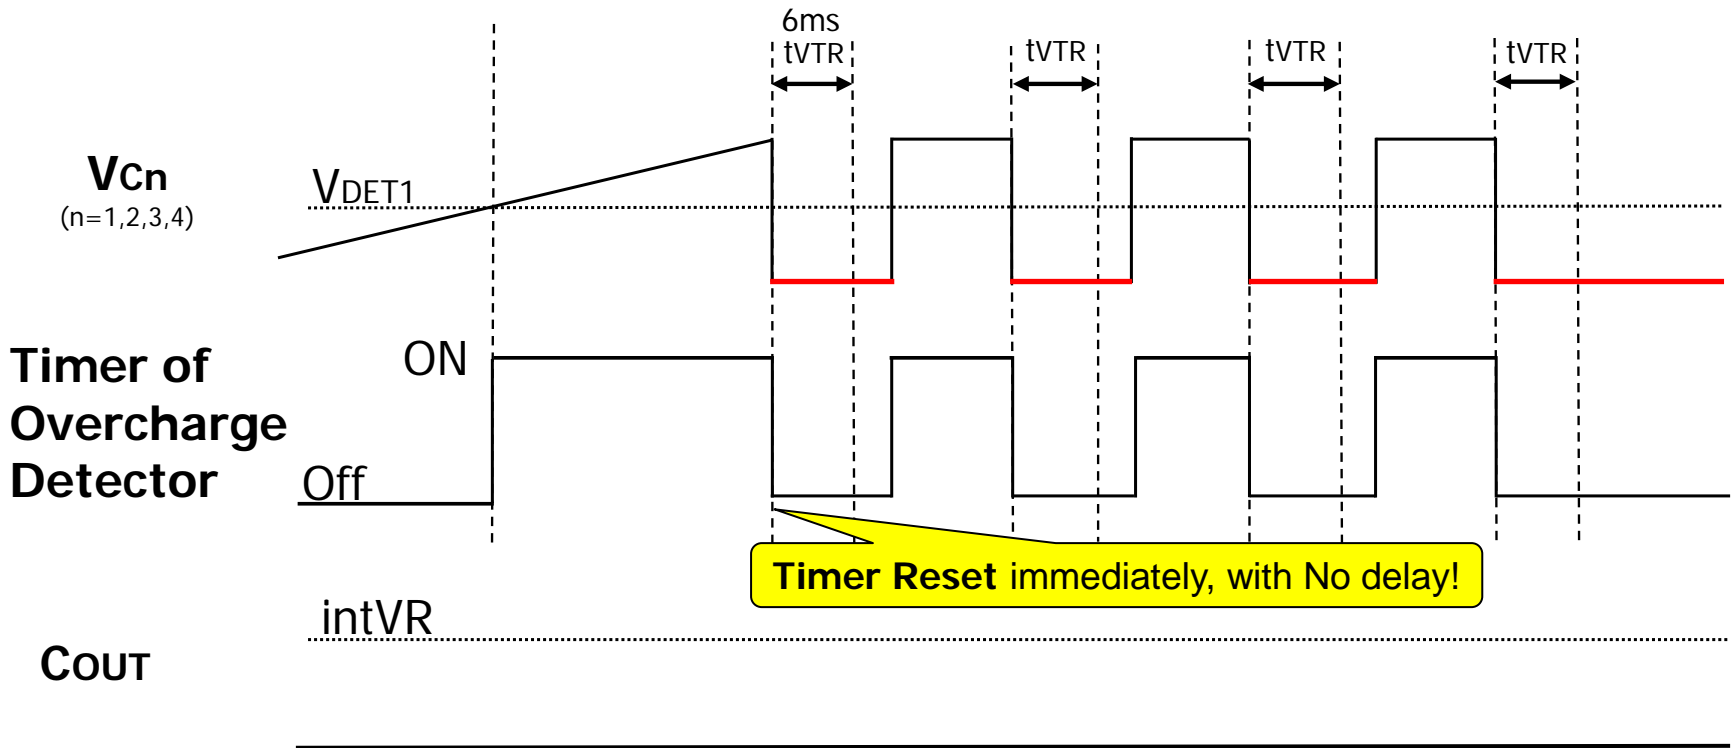 6ms
tVTR
tVTR
tVTR
tVTR
VCn
(n=1,2,3,4)
VDET1
Timer of
Overcharge
Detector
ON
Off
Timer Reset immediately, with No delay!
intVR
COUT